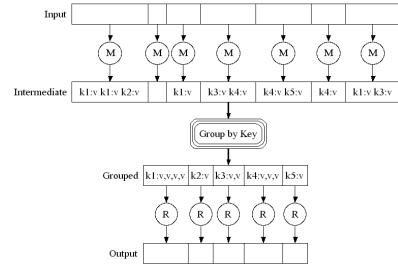 Input
M M M M M M M
Intermediate k1:v k1:v k2:v k1:v k3:v k4:v k4:v k5:v k4:v k1:v k3:v
Group by Key
Grouped k1:v,v,v,v k2:v k3:v,v k4:v,v,v k5:v
R R R R R
Output